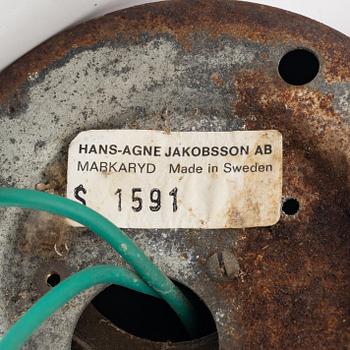 HANS-AGNE JAKOBSSON AB
MARKARYD Made in Sweden
S 1591